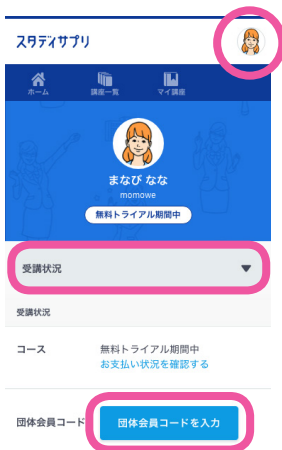 スタディサプリ
ホーム 講座一覧 マイ講座
まなび なな
momowe
無料トライアル期間中
受講状況 ▼
受講状況
コース 無料トライアル期間中
お支払い状況を確認する
団体会員コード 団体会員コードを入力